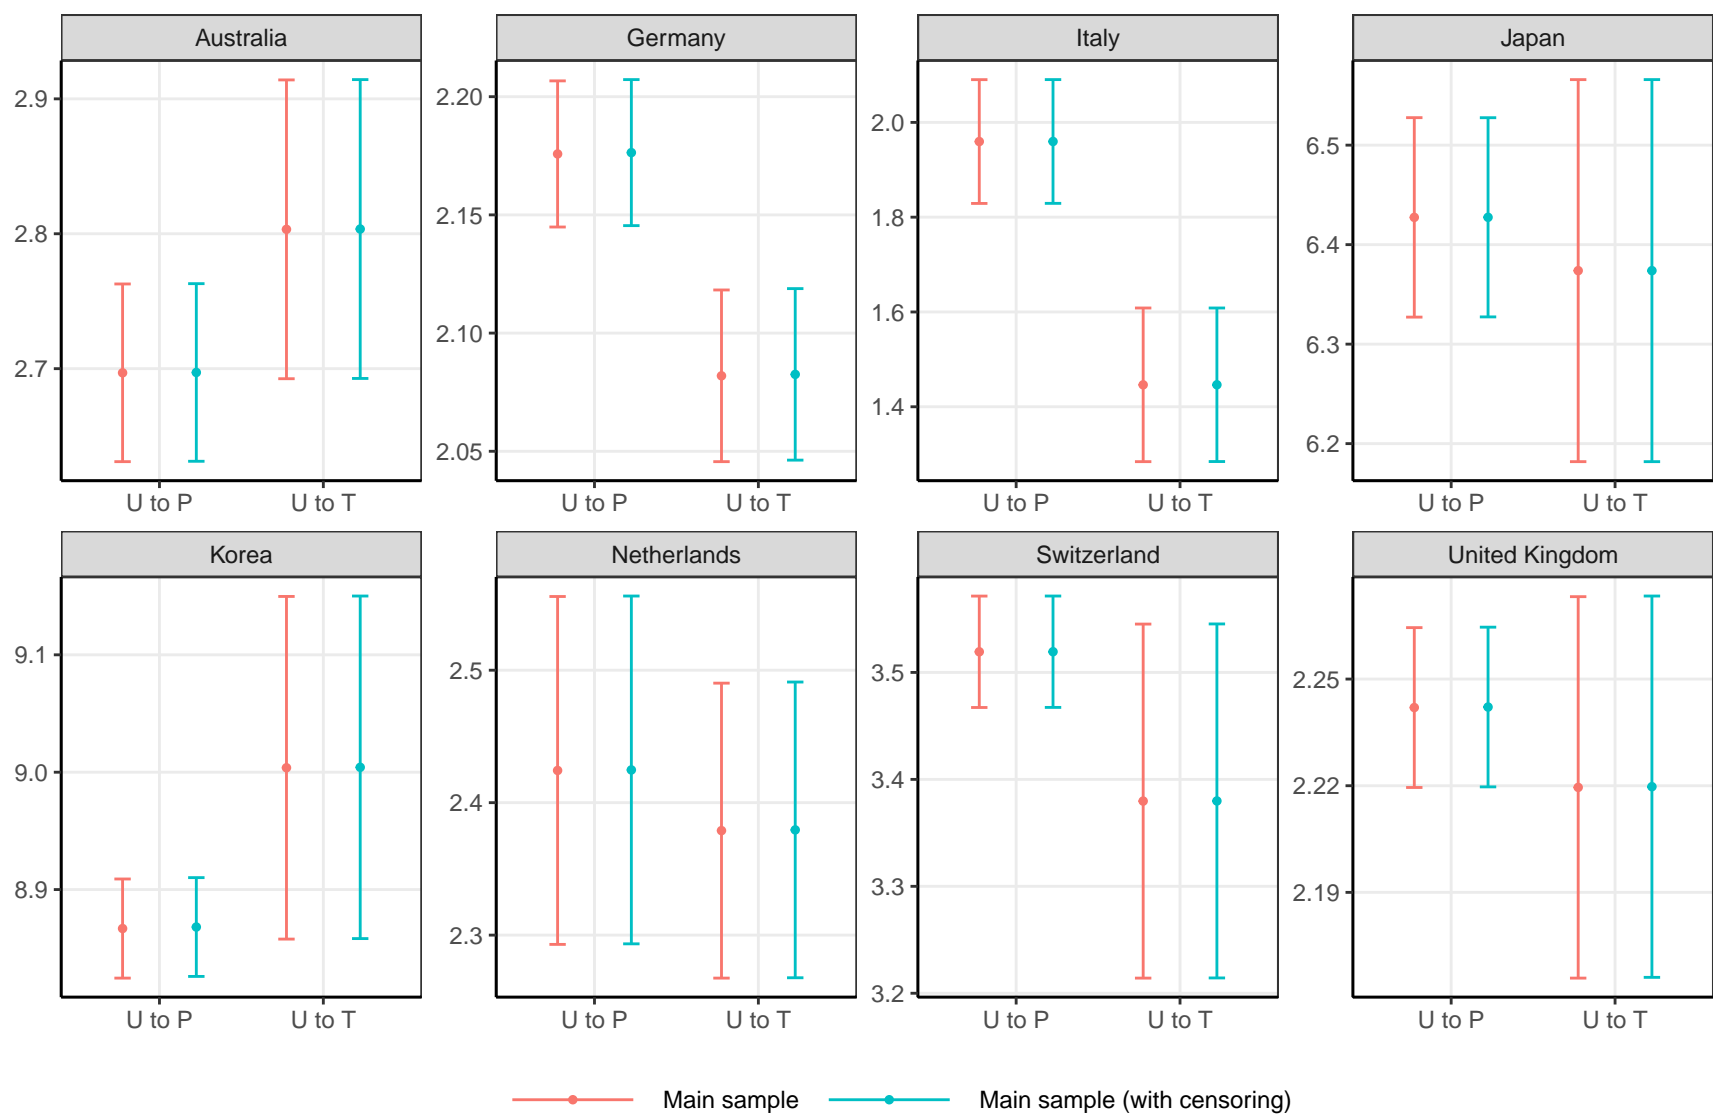 Australia
Germany
Italy
Japan
2.9
2.8
2.7
2.20
2.15
2.10
2.05
2.0
1.8
1.6
1.4
6.5
6.4
6.3
6.2
U to P
U to T
U to P
U to T
U to P
U to T
U to P
U to T
Korea
Netherlands
Switzerland
United Kingdom
9.1
9.0
8.9
2.5
2.4
2.3
3.5
3.4
3.3
3.2
2.25
2.22
2.19
U to P
U to T
U to P
U to T
U to P
U to T
U to P
U to T
Main sample
Main sample (with censoring)